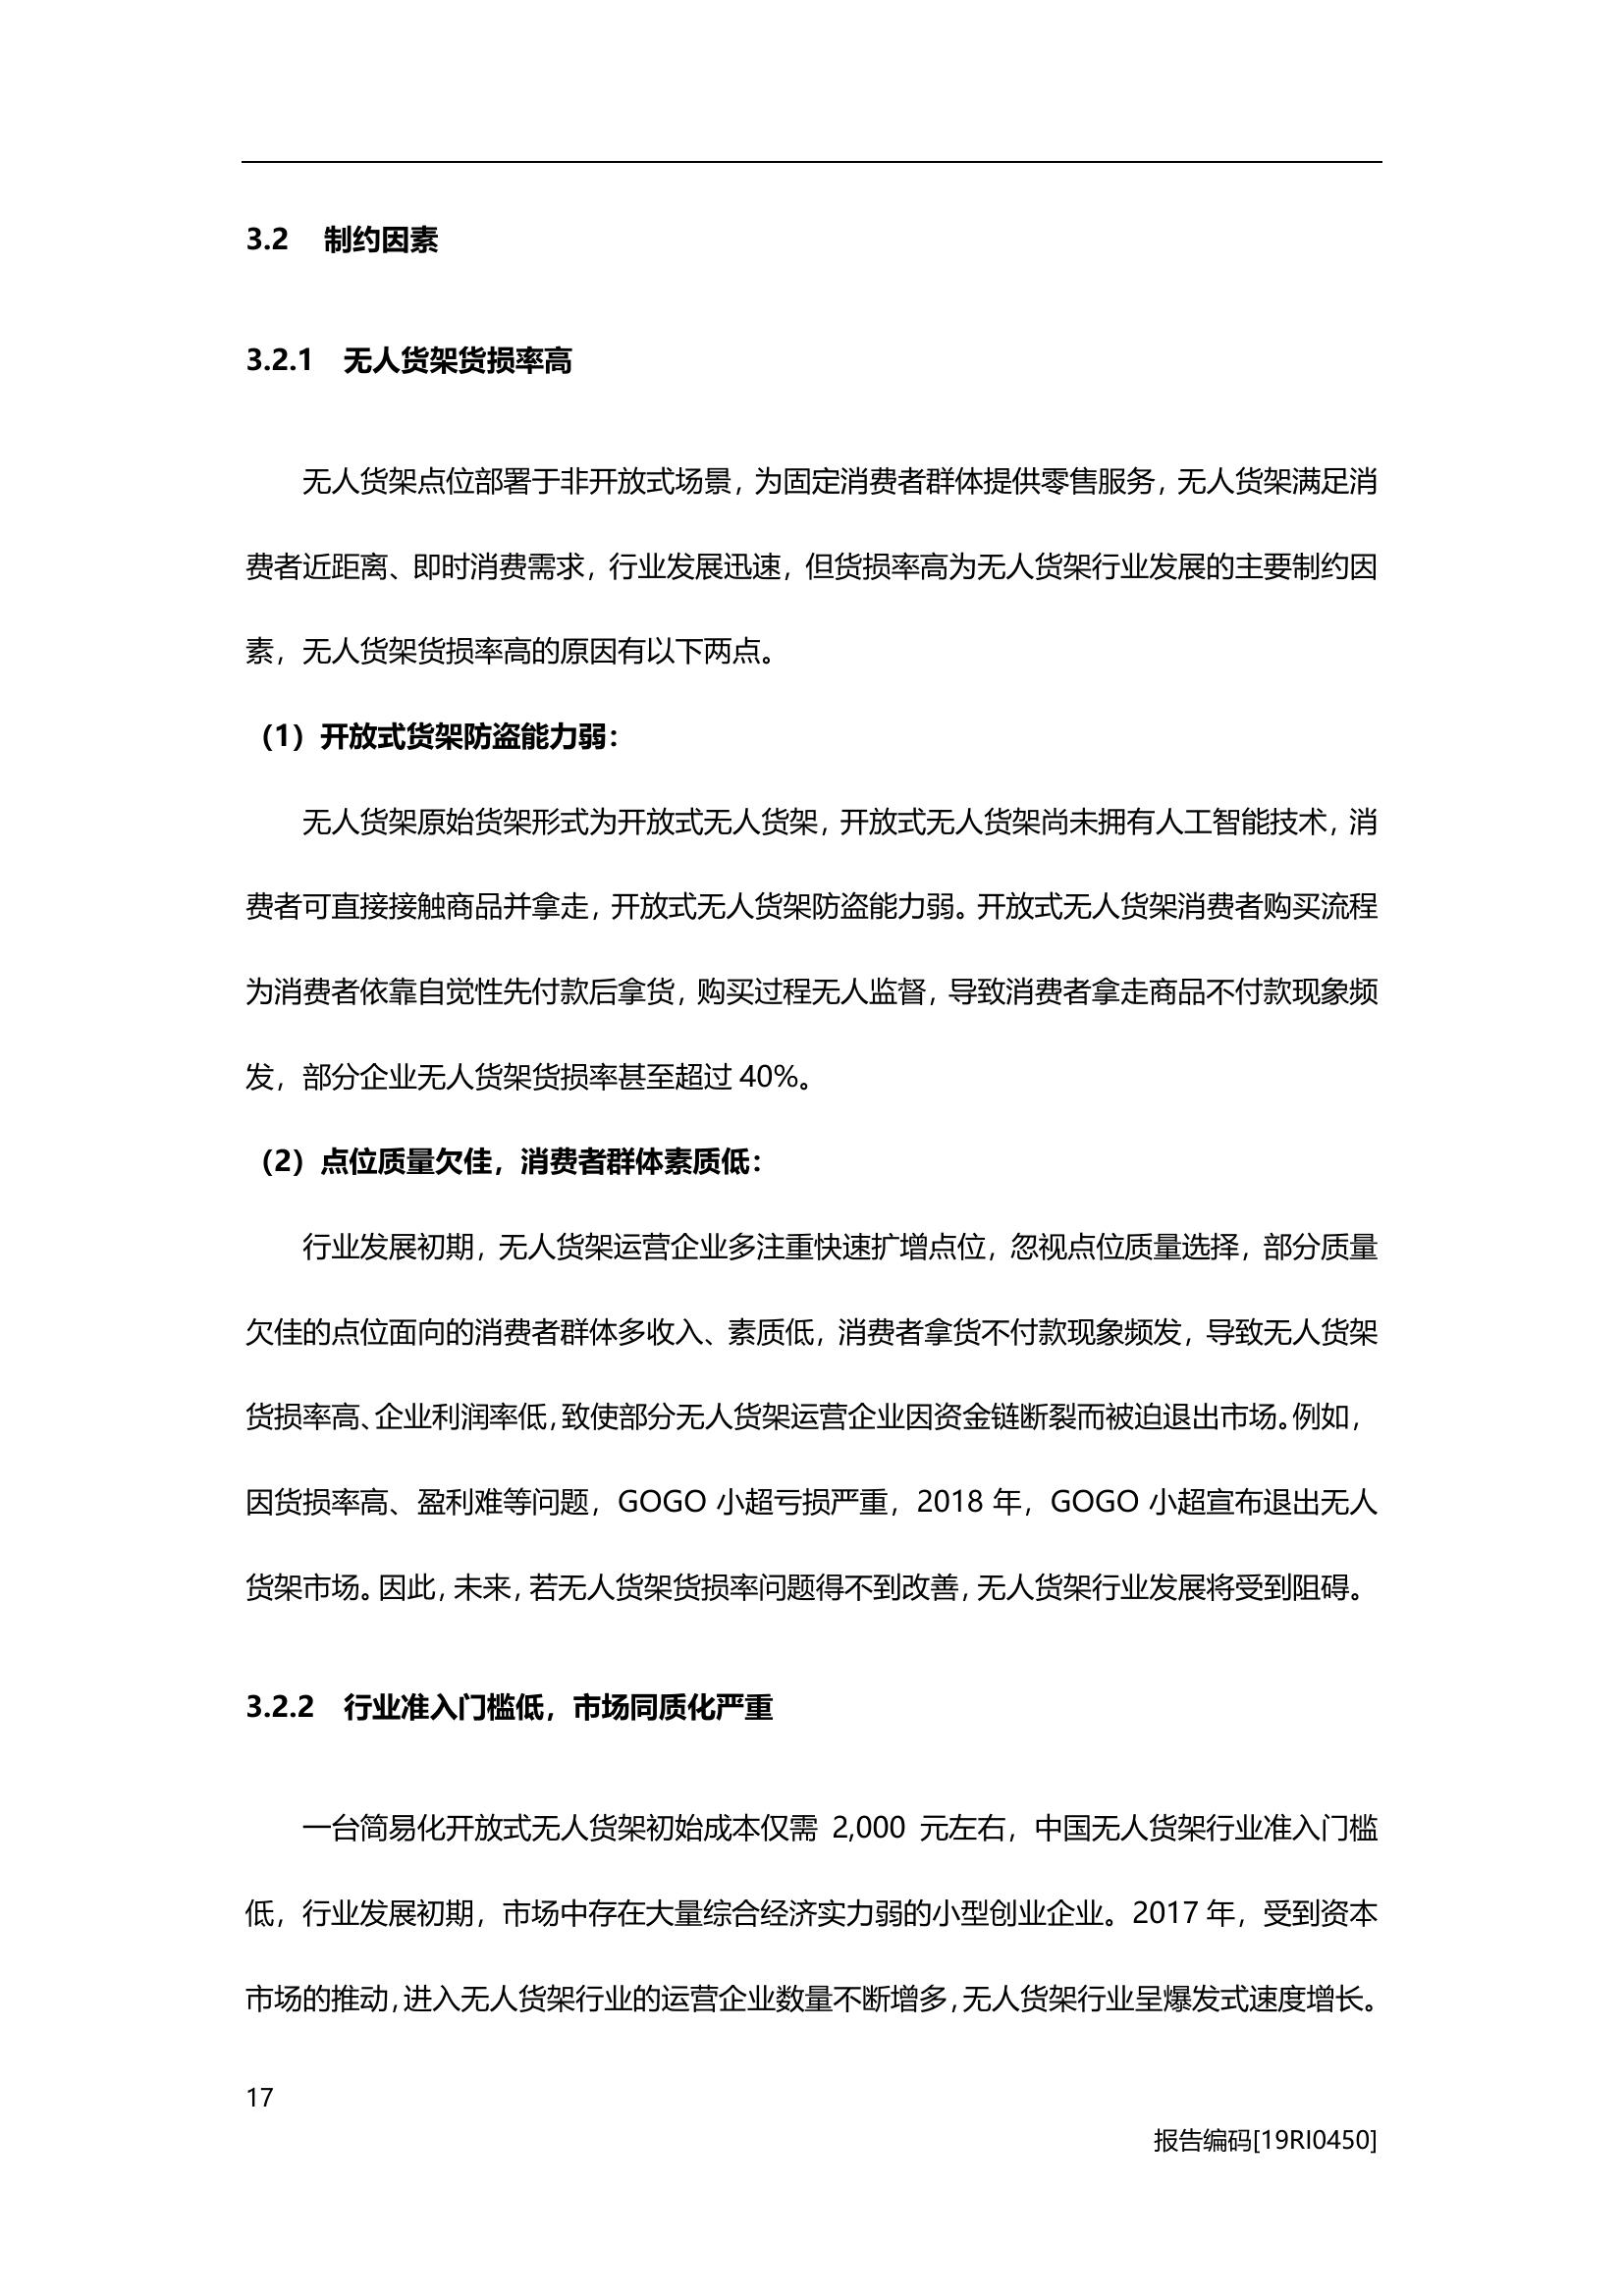 3.2 制约因素
3.2.1 无人货架货损率高
无人货架点位部署于非开放式场景，为固定消费者群体提供零售服务，无人货架满足消
费者近距离、即时消费需求，行业发展迅速，但货损率高为无人货架行业发展的主要制约因
素，无人货架货损率高的原因有以下两点。
（1）开放式货架防盗能力弱：
无人货架原始货架形式为开放式无人货架，开放式无人货架尚未拥有人工智能技术，消
费者可直接接触商品并拿走，开放式无人货架防盗能力弱。开放式无人货架消费者购买流程
为消费者依靠自觉性先付款后拿货，购买过程无人监督，导致消费者拿走商品不付款现象频
发，部分企业无人货架货损率甚至超过 40%。
（2）点位质量欠佳，消费者群体素质低：
行业发展初期，无人货架运营企业多注重快速扩增点位，忽视点位质量选择，部分质量
欠佳的点位面向的消费者群体多收入、素质低，消费者拿货不付款现象频发，导致无人货架
货损率高、企业利润率低，致使部分无人货架运营企业因资金链断裂而被迫退出市场。例如，
因货损率高、盈利难等问题，GOGO 小超亏损严重，2018 年，GOGO 小超宣布退出无人
货架市场。因此，未来，若无人货架货损率问题得不到改善，无人货架行业发展将受到阻碍。
3.2.2 行业准入门槛低，市场同质化严重
一台简易化开放式无人货架初始成本仅需 2,000 元左右，中国无人货架行业准入门槛
低，行业发展初期，市场中存在大量综合经济实力弱的小型创业企业。2017 年，受到资本
市场的推动，进入无人货架行业的运营企业数量不断增多，无人货架行业呈爆发式速度增长。
17
报告编码[19RI0450]